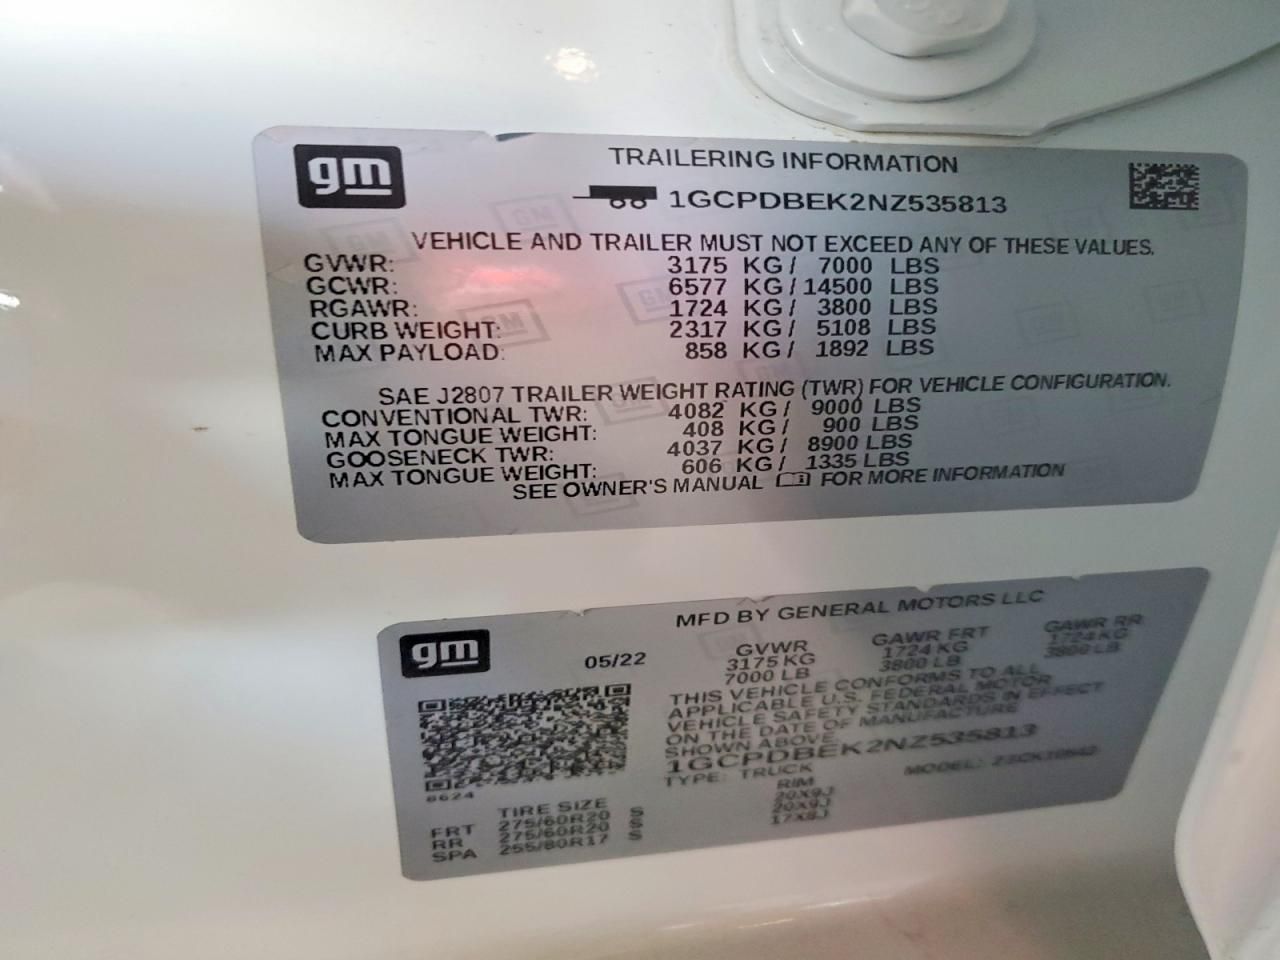 gm
TRAILERING INFORMATION
1GCPDBEK2NZ535813
VEHICLE AND TRAILER MUST NOT EXCEED ANY OF THESE VALUES.
GVWR: 3175 KG / 7000 LBS
GCWR: 6577 KG / 14500 LBS
RGAWR: 1724 KG / 3800 LBS
CURB WEIGHT: 2317 KG / 5108 LBS
MAX PAYLOAD: 858 KG / 1892 LBS
SAE J2807 TRAILER WEIGHT RATING (TWR) FOR VEHICLE CONFIGURATION.
CONVENTIONAL TWR: 4082 KG / 9000 LBS
MAX TONGUE WEIGHT: 408 KG / 900 LBS
GOOSENECK TWR: 4037 KG / 8900 LBS
MAX TONGUE WEIGHT: 606 KG / 1335 LBS
SEE OWNER'S MANUAL FOR MORE INFORMATION
gm
MFD BY GENERAL MOTORS LLC
05/22
GVWR GAWR FRT GAWR RR
3175 KG 1724 KG 1724 KG
7000 LB 3800 LB 3800 LB
THIS VEHICLE CONFORMS TO ALL
APPLICABLE U.S. FEDERAL MOTOR
VEHICLE SAFETY STANDARDS IN EFFECT
ON THE DATE OF MANUFACTURE
SHOWN ABOVE.
1GCPDBEK2NZ535813
TYPE: TRUCK MODEL:
8624
TIRE SIZE RIM
FRT 275/60R20 S 20X9J
RR 275/60R20 S 20X9J
SPA 255/80R17 S 17X8J